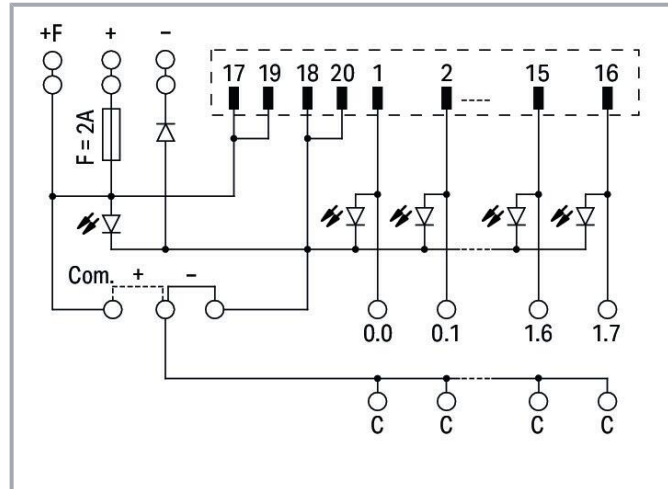 +F + −
17 19 18 20 1 2 15 16
F = 2A
Com. + −
0.0 0.1 1.6 1.7
C C C C